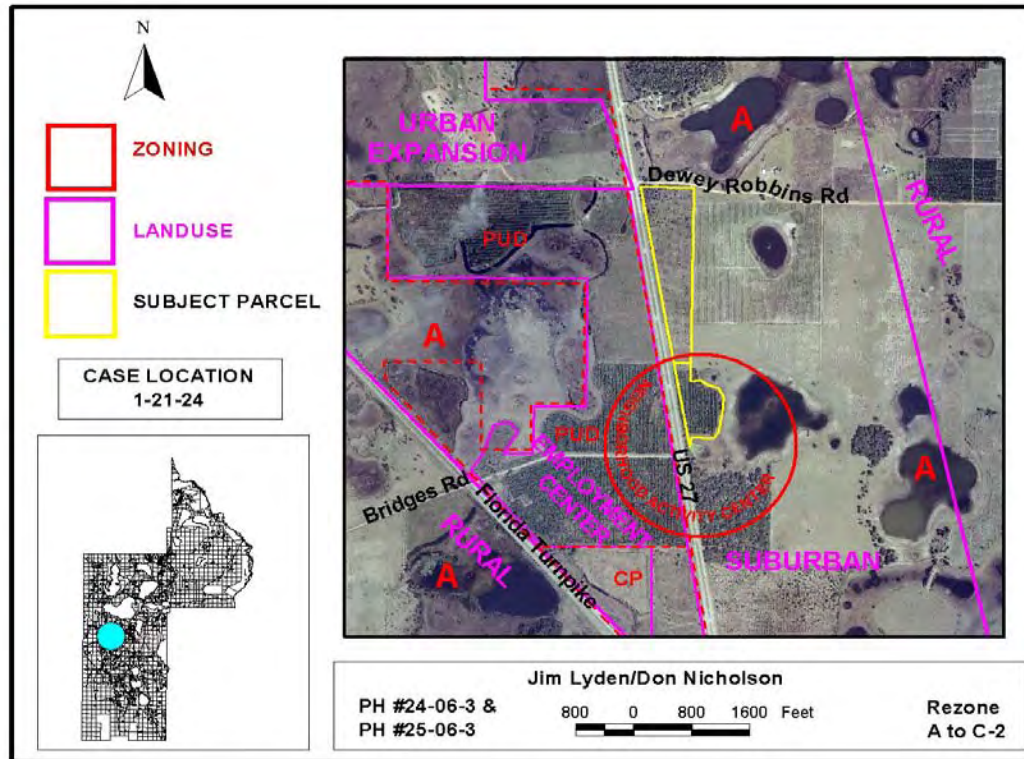 N
ZONING
LANDUSE
SUBJECT PARCEL
CASE LOCATION
1-21-24
URBAN
EXPANSION
A
Dewey Robbins Rd
RURAL
PUD
A
PUD
NEIGHBORHOOD ACTIVITY CENTER
US 27
EMPLOYMENT
CENTER
Bridges Rd
Florida Turnpike
RURAL
A
A
CP
SUBURBAN
Jim Lyden/Don Nicholson
PH #24-06-3 &
PH #25-06-3
800 0 800 1600 Feet
Rezone
A to C-2